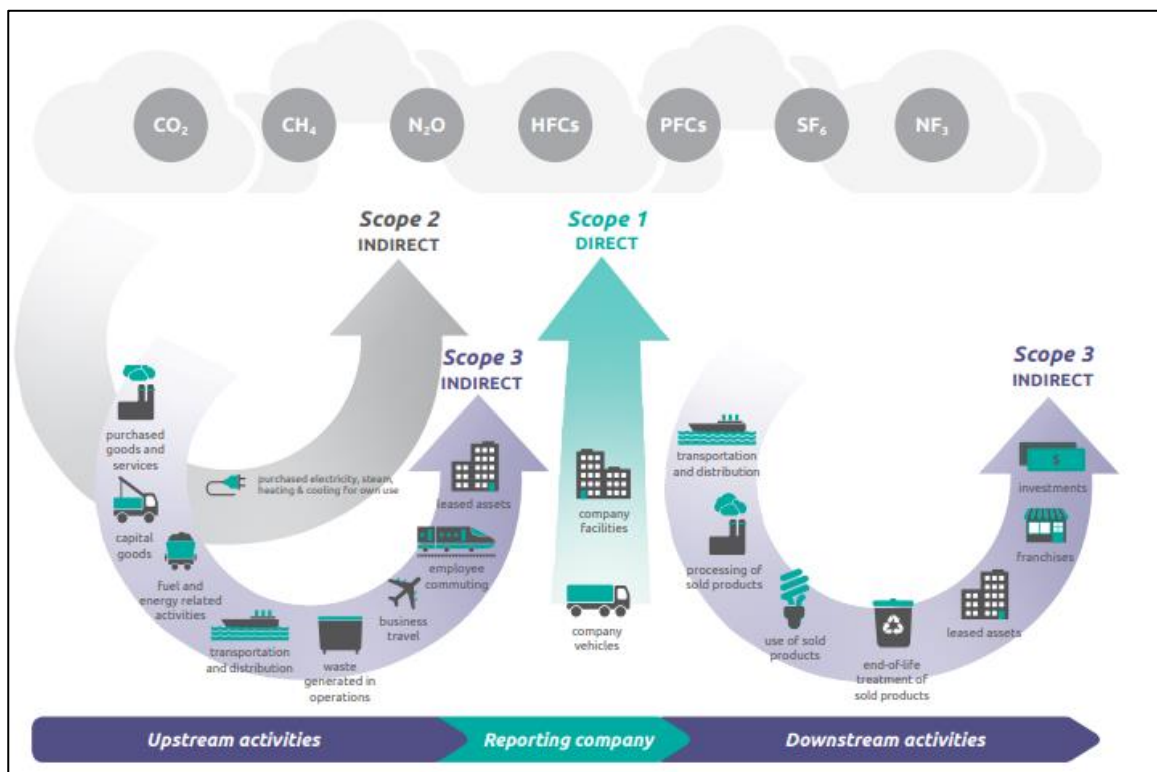 CO₂
CH₄
N₂O
HFCs
PFCs
SF₆
NF₃
Scope 2
INDIRECT
Scope 1
DIRECT
Scope 3
INDIRECT
Scope 3
INDIRECT
purchased
goods and
services
capital
goods
fuel and
energy related
activities
purchased electricity, steam,
heating & cooling for own use
transportation
and distribution
waste
generated in
operations
business
travel
employee
commuting
leased assets
company
facilities
company
vehicles
transportation
and distribution
processing of
sold products
use of sold
products
end-of-life
treatment of
sold products
leased assets
franchises
$
investments
Upstream activities
Reporting company
Downstream activities